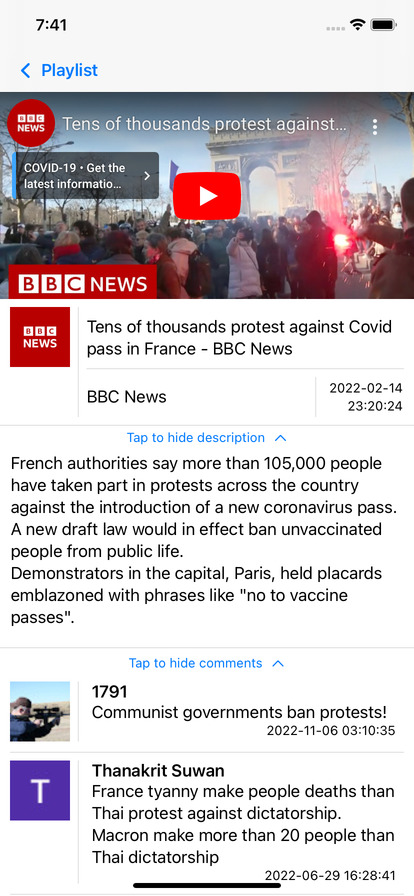 7:41
Playlist
BBC NEWS
Tens of thousands protest against...
COVID-19 • Get the
latest informatio...
BBC NEWS
BBC
NEWS
Tens of thousands protest against Covid
pass in France - BBC News
BBC News
2022-02-14
23:20:24
Tap to hide description
French authorities say more than 105,000 people
have taken part in protests across the country
against the introduction of a new coronavirus pass.
A new draft law would in effect ban unvaccinated
people from public life.
Demonstrators in the capital, Paris, held placards
emblazoned with phrases like "no to vaccine
passes".
Tap to hide comments
1791
Communist governments ban protests!
2022-11-06 03:10:35
T
Thanakrit Suwan
France tyanny make people deaths than
Thai protest against dictatorship.
Macron make more than 20 people than
Thai dictatorship
2022-06-29 16:28:41